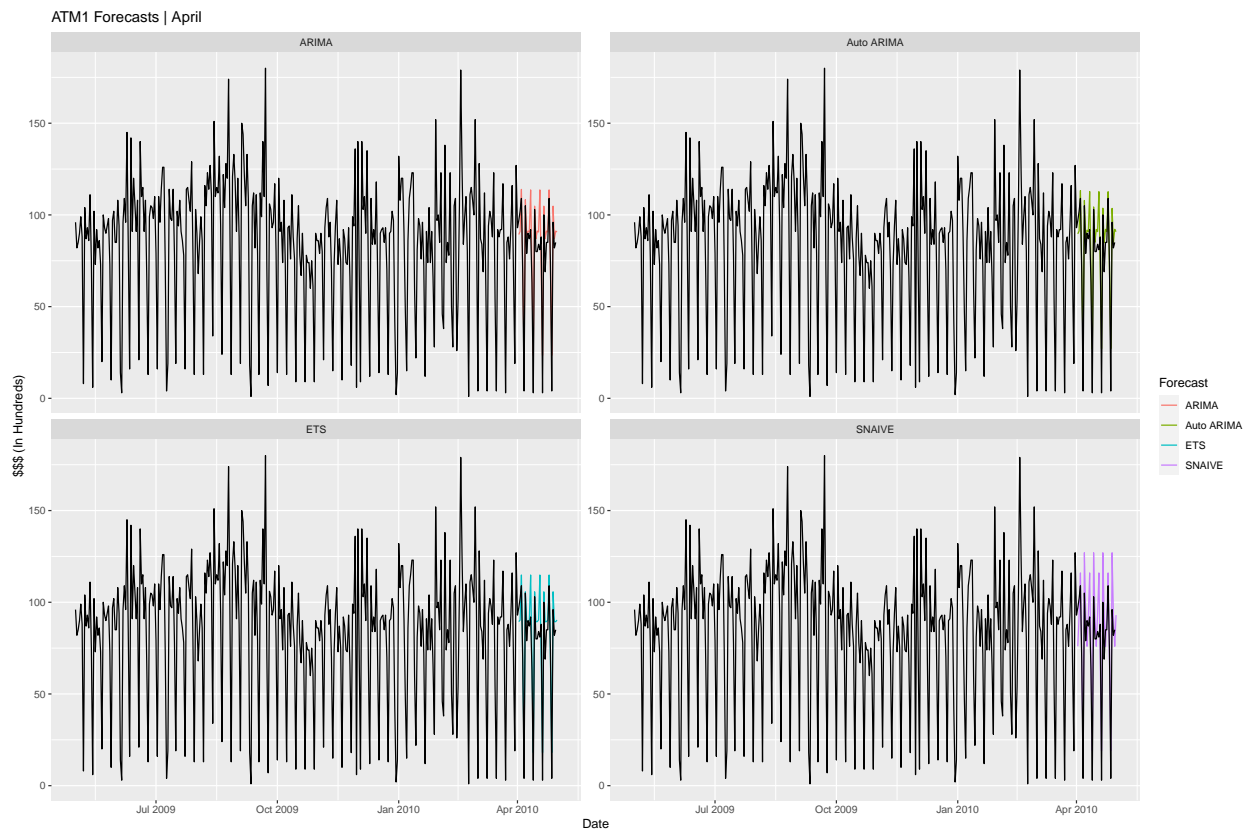 ATM1 Forecasts | April
ARIMA
Auto ARIMA
150
100
50
0
150
100
50
0
ETS
SNAIVE
150
100
50
0
150
100
50
0
$$$ (In Hundreds)
Jul 2009
Oct 2009
Jan 2010
Apr 2010
Jul 2009
Oct 2009
Jan 2010
Apr 2010
Date
Forecast
ARIMA
Auto ARIMA
ETS
SNAIVE